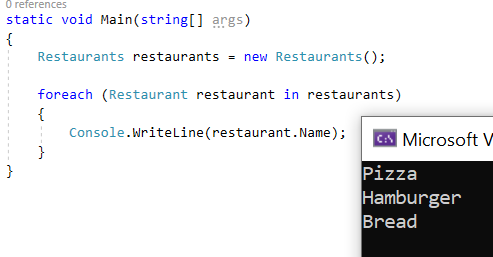 0 references
static void Main(string[] args)
{
Restaurants restaurants = new Restaurants();
foreach (Restaurant restaurant in restaurants)
{
Console.WriteLine(restaurant.Name);
}
}
C:\ Microsoft V
Pizza
Hamburger
Bread